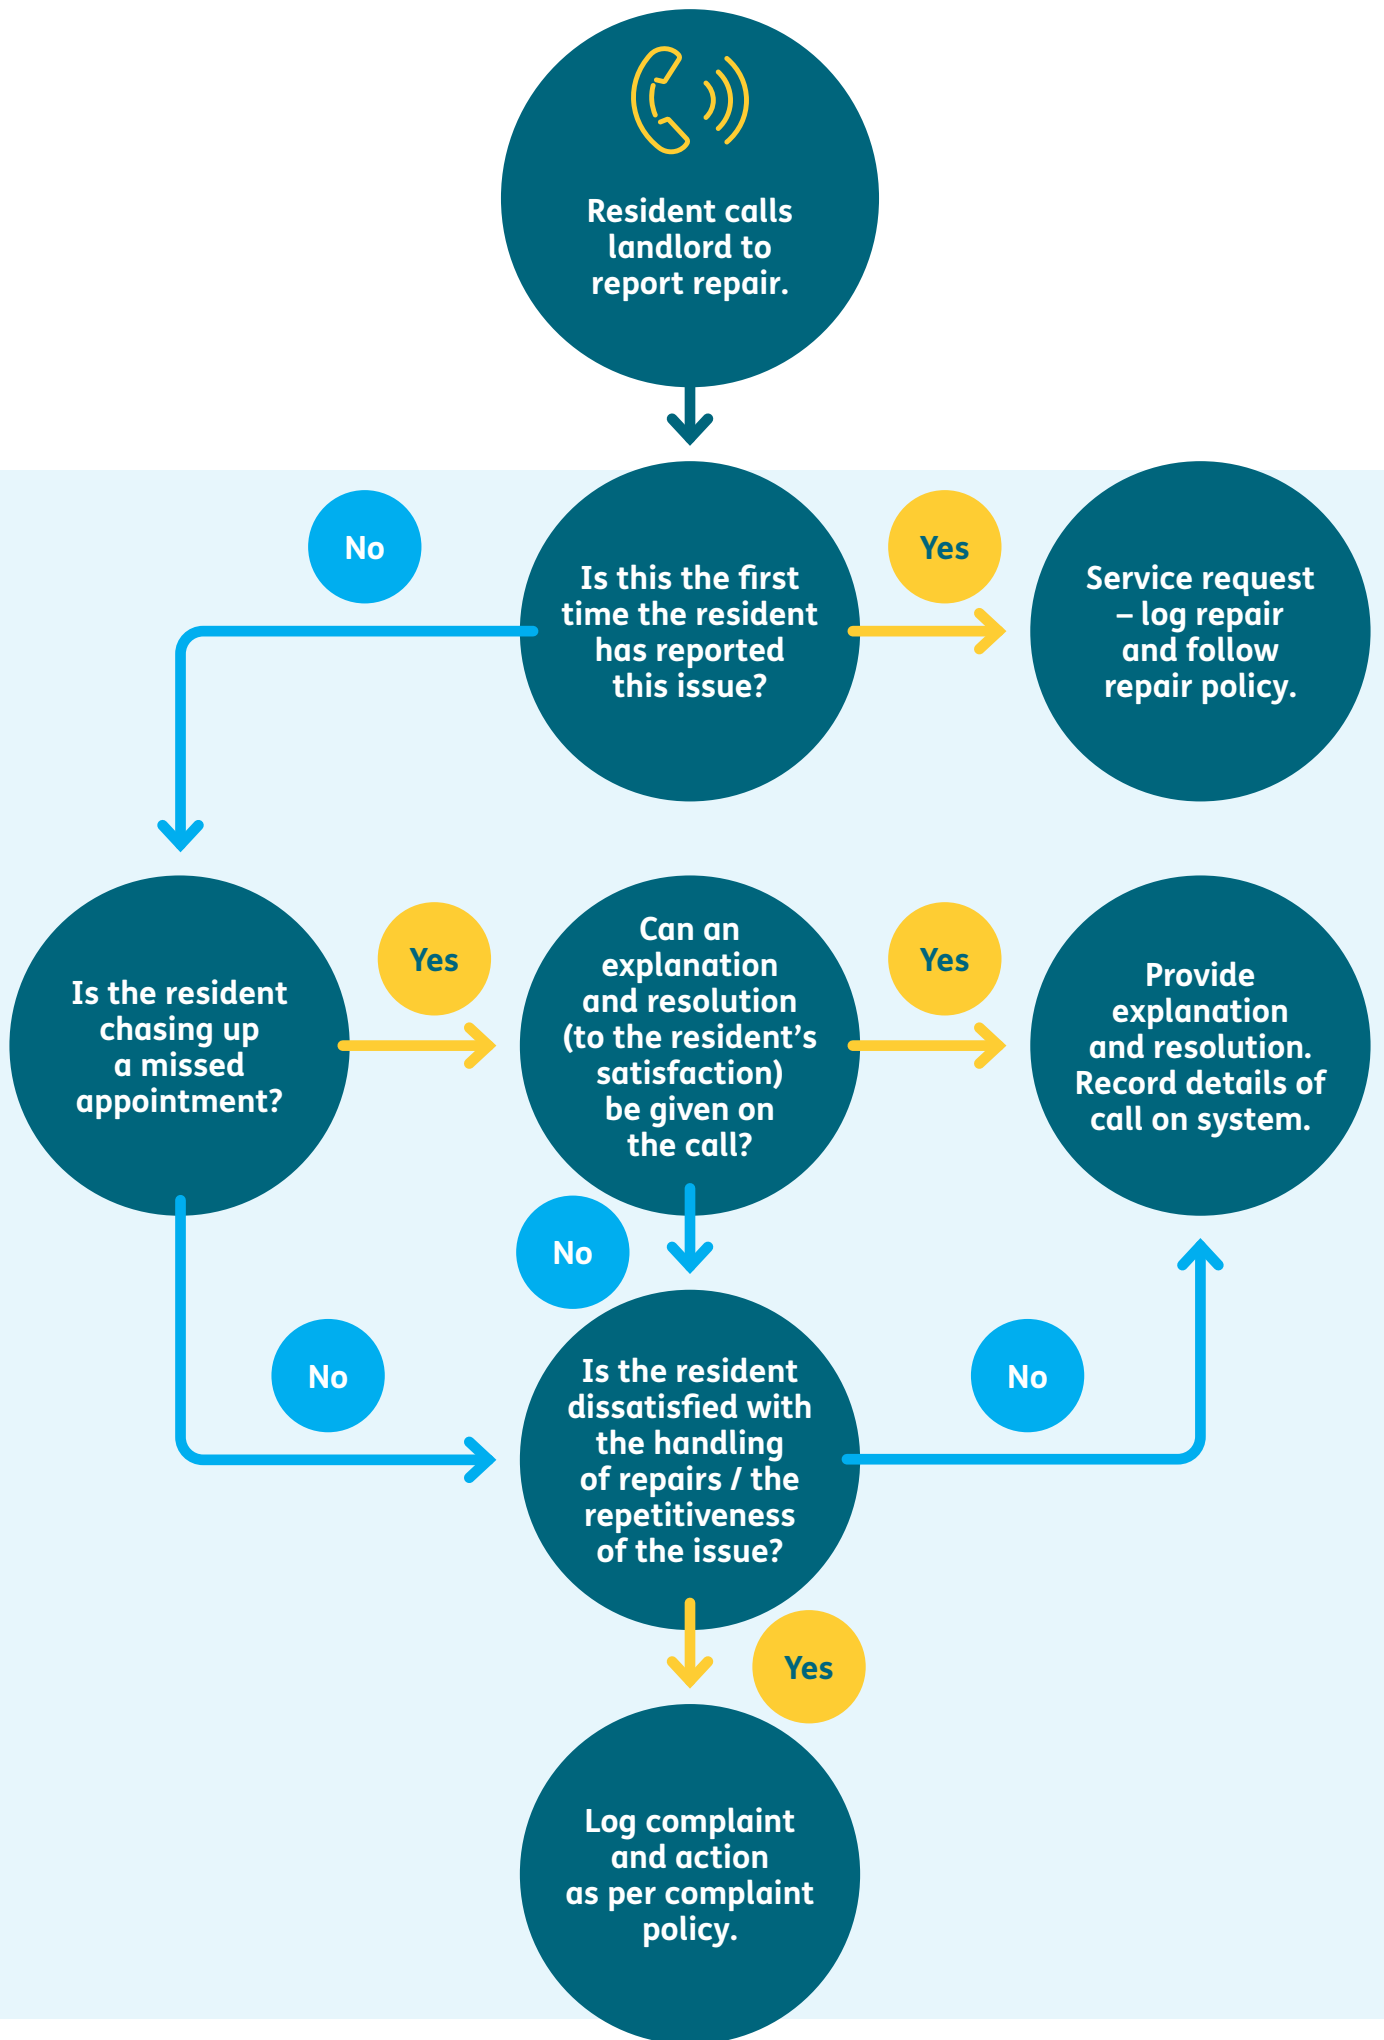 Resident calls
landlord to
report repair.
No
Is this the first
time the resident
has reported
this issue?
Yes
Service request
– log repair
and follow
repair policy.
Is the resident
chasing up
a missed
appointment?
Yes
Can an
explanation
and resolution
(to the resident’s
satisfaction)
be given on
the call?
Yes
Provide
explanation
and resolution.
Record details of
call on system.
No
No
Is the resident
dissatisfied with
the handling
of repairs / the
repetitiveness
of the issue?
No
Yes
Log complaint
and action
as per complaint
policy.